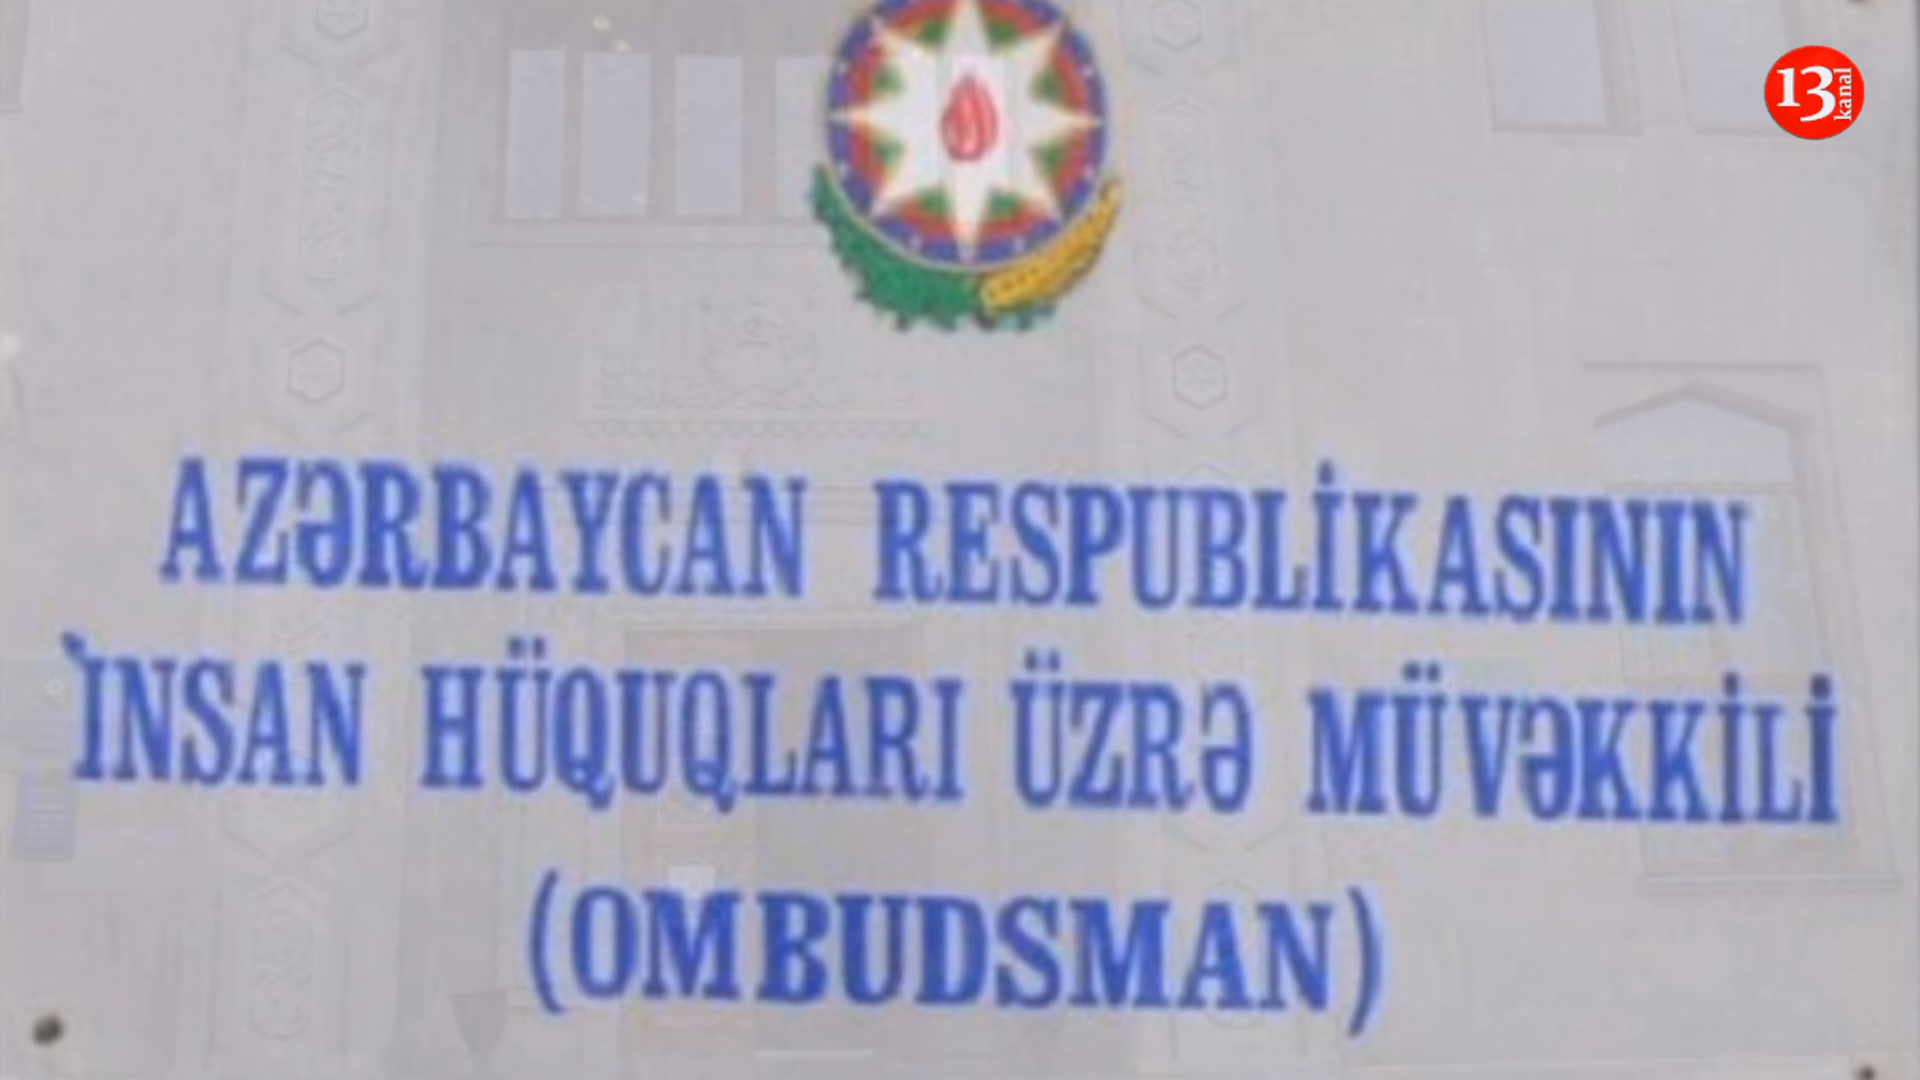 13 kanal
AZƏRBAYCAN RESPUBLİKASININ
İNSAN HÜQUQLARI ÜZRƏ MÜVƏKKİLİ
(OMBUDSMAN)